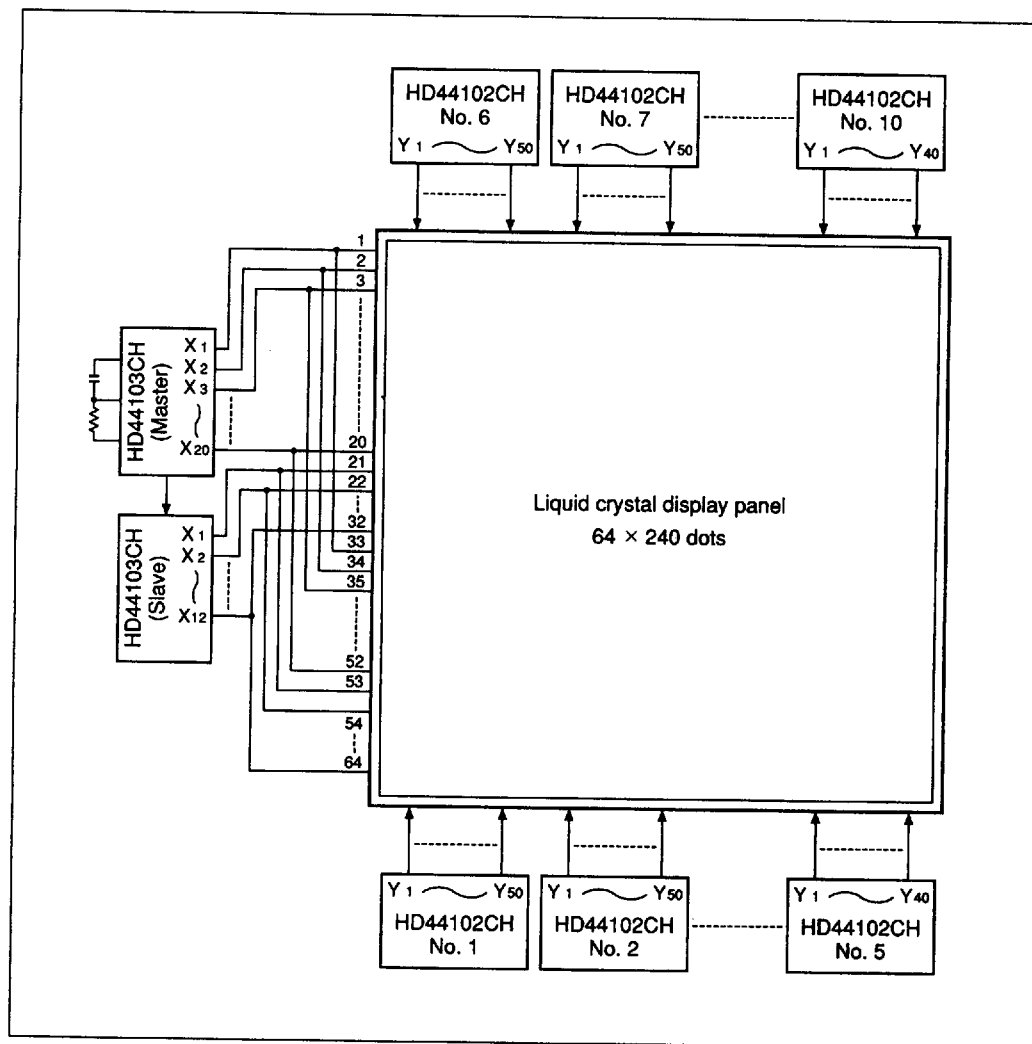 HD44102CH
No. 6
Y1 Y50
HD44102CH
No. 7
Y1 Y50
HD44102CH
No. 10
Y1 Y40
1
2
3
20
21
22
32
33
34
35
52
53
54
64
HD44103CH
(Master)
X1
X2
X3
X20
HD44103CH
(Slave)
X1
X2
X12
Liquid crystal display panel
64 × 240 dots
Y1 Y50
HD44102CH
No. 1
Y1 Y50
HD44102CH
No. 2
Y1 Y40
HD44102CH
No. 5